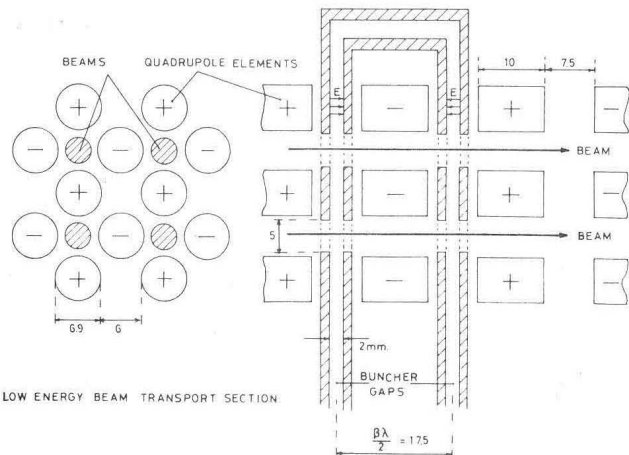 BEAMS
QUADRUPOLE ELEMENTS
E
E
10
7.5
+
+
+
-
+
-
-
-
-
BEAM
+
+
+
-
+
-
5
-
-
-
BEAM
+
+
+
-
+
-
6.9
6
2mm.
BUNCHER
GAPS
LOW ENERGY BEAM TRANSPORT SECTION
βλ
2
= 17.5